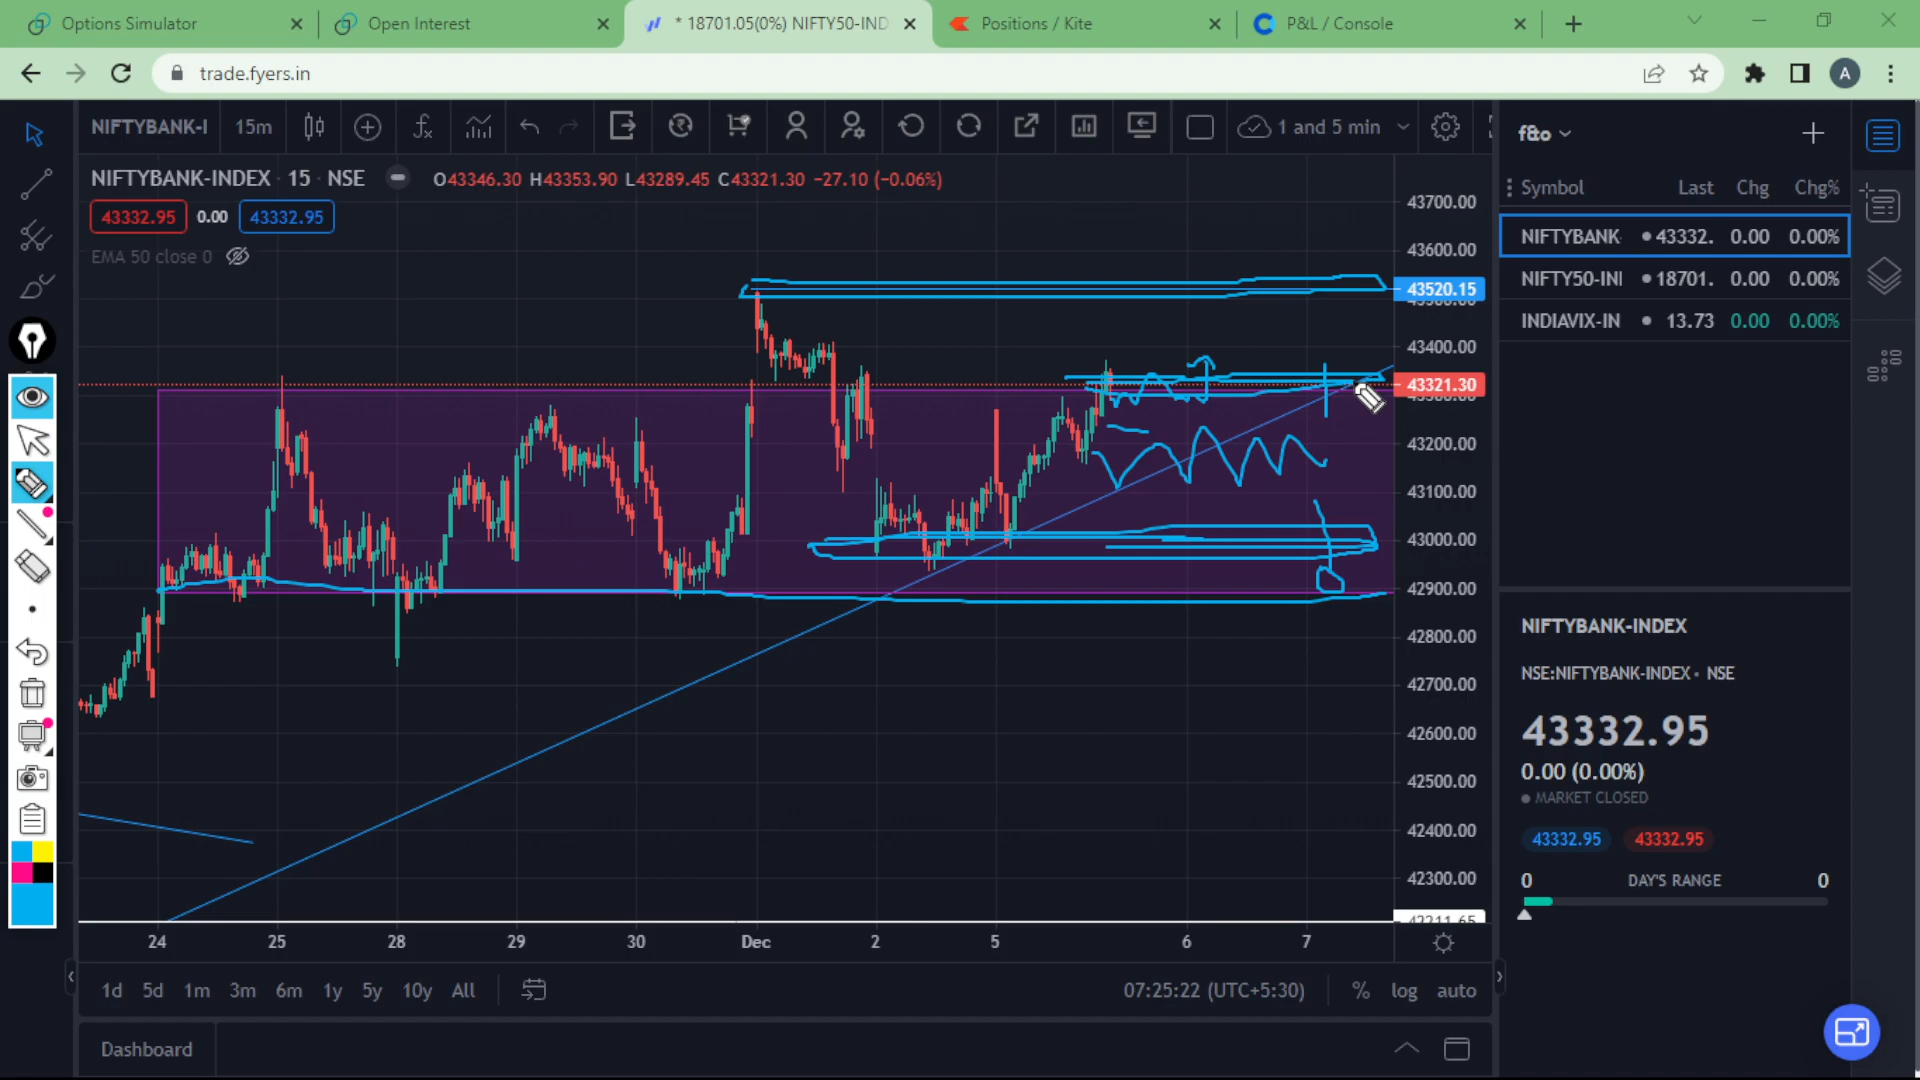 Options Simulator
Open Interest
* 18701.05(0%) NIFTY50-IND
Positions / Kite
P&L / Console
trade.fyers.in
A
NIFTYBANK-I
15m
1 and 5 min
f&o
NIFTYBANK-INDEX · 15 · NSE
O43346.30 H43353.90 L43289.45 C43321.30 −27.10 (−0.06%)
43332.95
0.00
43332.95
EMA 50 close 0
Symbol
Last
Chg
Chg%
NIFTYBANK
43332.
0.00
0.00%
NIFTY50-INI
18701.
0.00
0.00%
INDIAVIX-IN
13.73
0.00
0.00%
43700.00
43600.00
43520.15
43400.00
43321.30
43200.00
43100.00
43000.00
42900.00
42800.00
42700.00
42600.00
42500.00
42400.00
42300.00
42211.65
24
25
28
29
30
Dec
2
5
6
7
1d
5d
1m
3m
6m
1y
5y
10y
All
07:25:22 (UTC+5:30)
%
log
auto
Dashboard
NIFTYBANK-INDEX
NSE:NIFTYBANK-INDEX • NSE
43332.95
0.00 (0.00%)
MARKET CLOSED
43332.95
43332.95
0
DAY'S RANGE
0